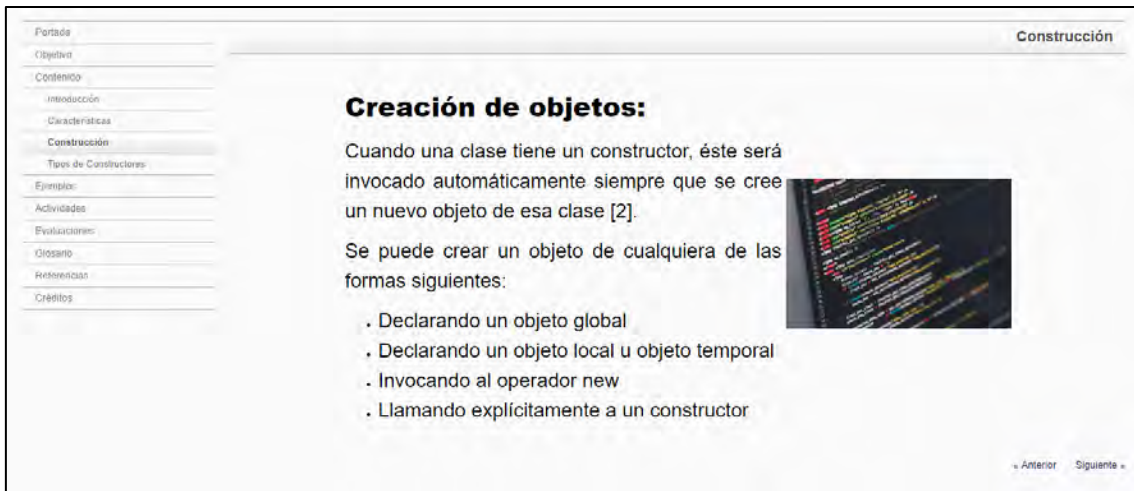 Portada
Objetivo
Contenido
Introducción
Características
Construcción
Tipos de Constructores
Ejemplos
Actividades
Evaluaciones
Glosario
Referencias
Créditos
Construcción
Creación de objetos:
Cuando una clase tiene un constructor, éste será
invocado automáticamente siempre que se cree
un nuevo objeto de esa clase [2].
Se puede crear un objeto de cualquiera de las
formas siguientes:
• Declarando un objeto global
• Declarando un objeto local u objeto temporal
• Invocando al operador new
• Llamando explícitamente a un constructor
« Anterior Siguiente »